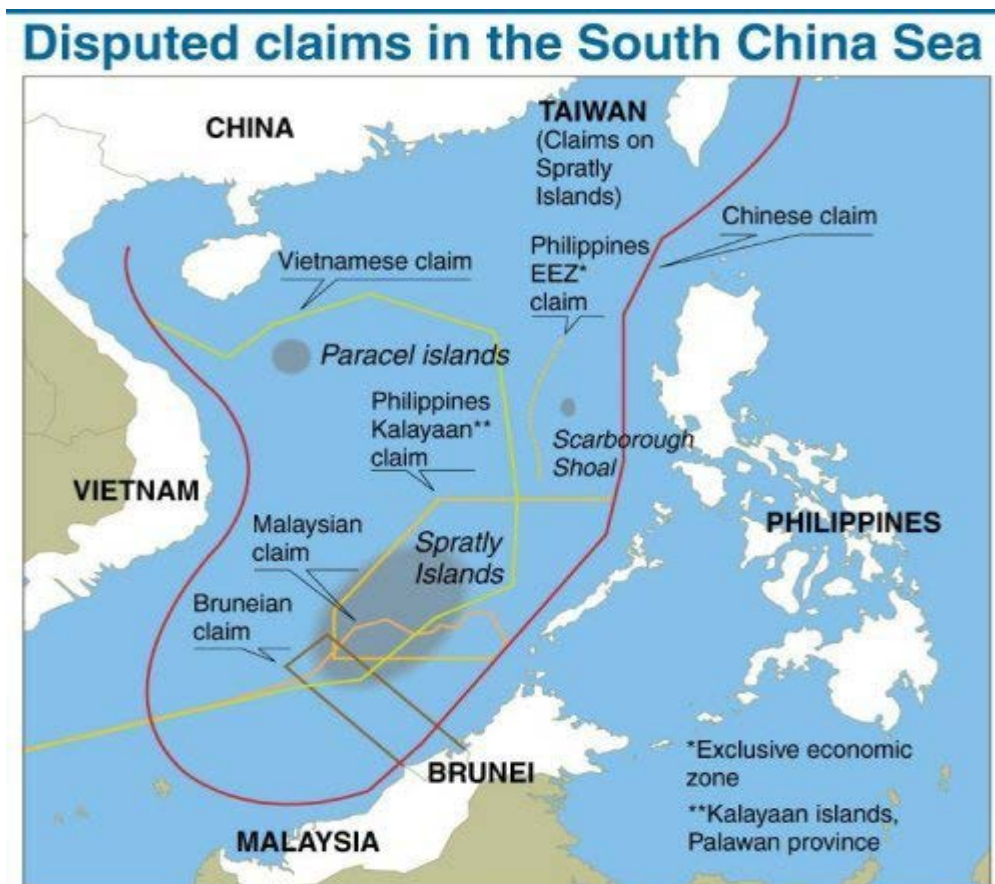 Disputed claims in the South China Sea
CHINA
TAIWAN
(Claims on
Spratly
Islands)
Chinese claim
Philippines
EEZ*
claim
Vietnamese claim
Paracel islands
Philippines
Kalayaan**
claim
Scarborough
Shoal
VIETNAM
PHILIPPINES
Malaysian
claim
Spratly
Islands
Bruneian
claim
BRUNEI
MALAYSIA
*Exclusive economic
zone
**Kalayaan islands,
Palawan province